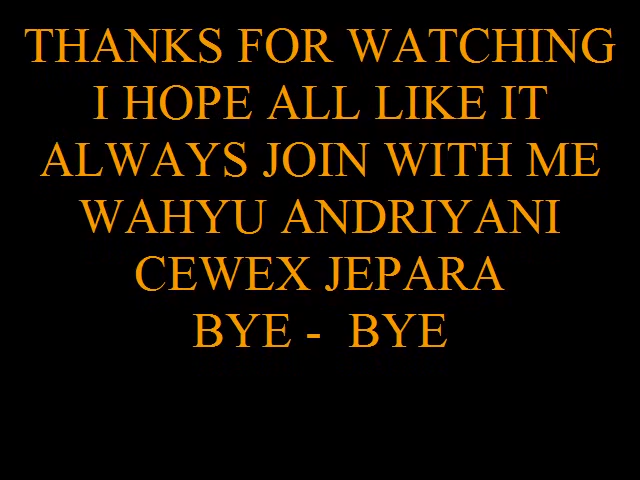 THANKS FOR WATCHING
I HOPE ALL LIKE IT
ALWAYS JOIN WITH ME
WAHYU ANDRIYANI
CEWEX JEPARA
BYE -  BYE